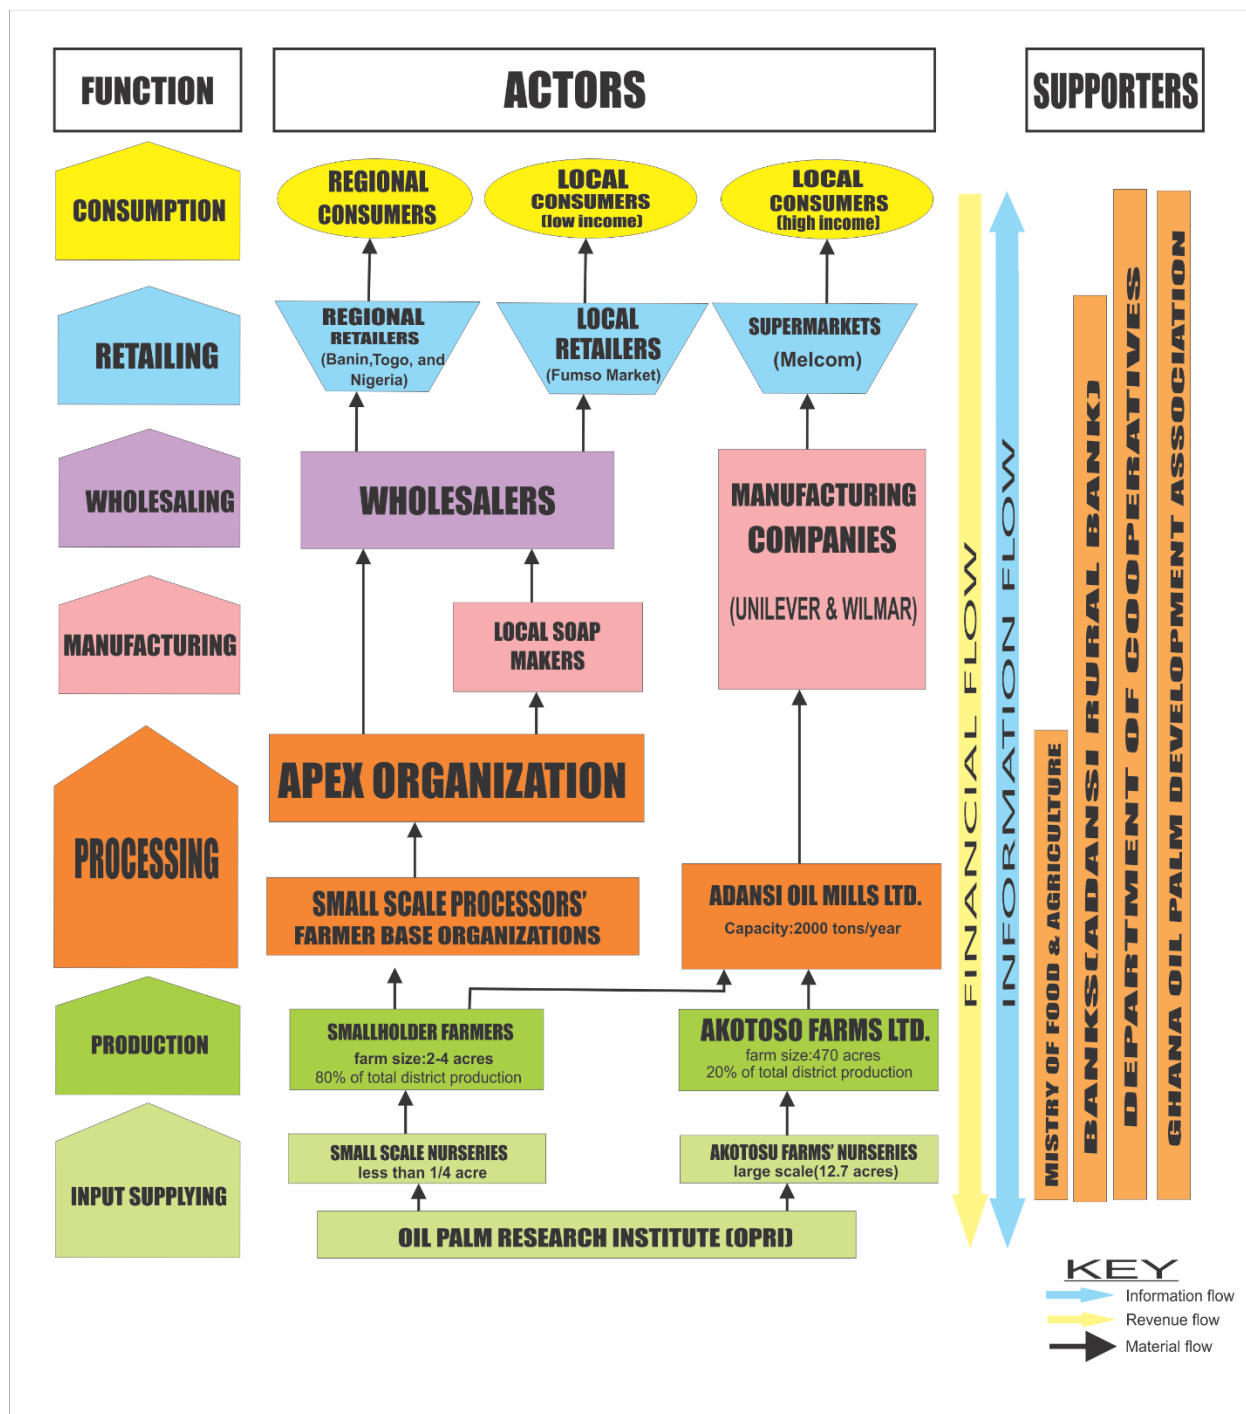 FUNCTION
ACTORS
SUPPORTERS
CONSUMPTION
REGIONAL
CONSUMERS
LOCAL
CONSUMERS
(low income)
LOCAL
CONSUMERS
(high income)
RETAILING
REGIONAL
RETAILERS
(Banin,Togo, and
Nigeria)
LOCAL
RETAILERS
(Fumso Market)
SUPERMARKETS
(Melcom)
WHOLESALING
WHOLESALERS
MANUFACTURING
COMPANIES
(UNILEVER & WILMAR)
MANUFACTURING
LOCAL SOAP
MAKERS
PROCESSING
APEX ORGANIZATION
SMALL SCALE PROCESSORS'
FARMER BASE ORGANIZATIONS
ADANSI OIL MILLS LTD.
Capacity:2000 tons/year
PRODUCTION
SMALLHOLDER FARMERS
farm size:2-4 acres
80% of total district production
AKOTOSO FARMS LTD.
farm size:470 acres
20% of total district production
INPUT SUPPLYING
SMALL SCALE NURSERIES
less than 1/4 acre
AKOTOSU FARMS' NURSERIES
large scale(12.7 acres)
OIL PALM RESEARCH INSTITUTE (OPRI)
FINANCIAL FLOW
INFORMATION FLOW
MISTRY OF FOOD & AGRICULTURE
BANKS(ADANSI RURAL BANK)
DEPARTMENT OF COOPERATIVES
GHANA OIL PALM DEVELOPMENT ASSOCIATION
KEY
Information flow
Revenue flow
Material flow